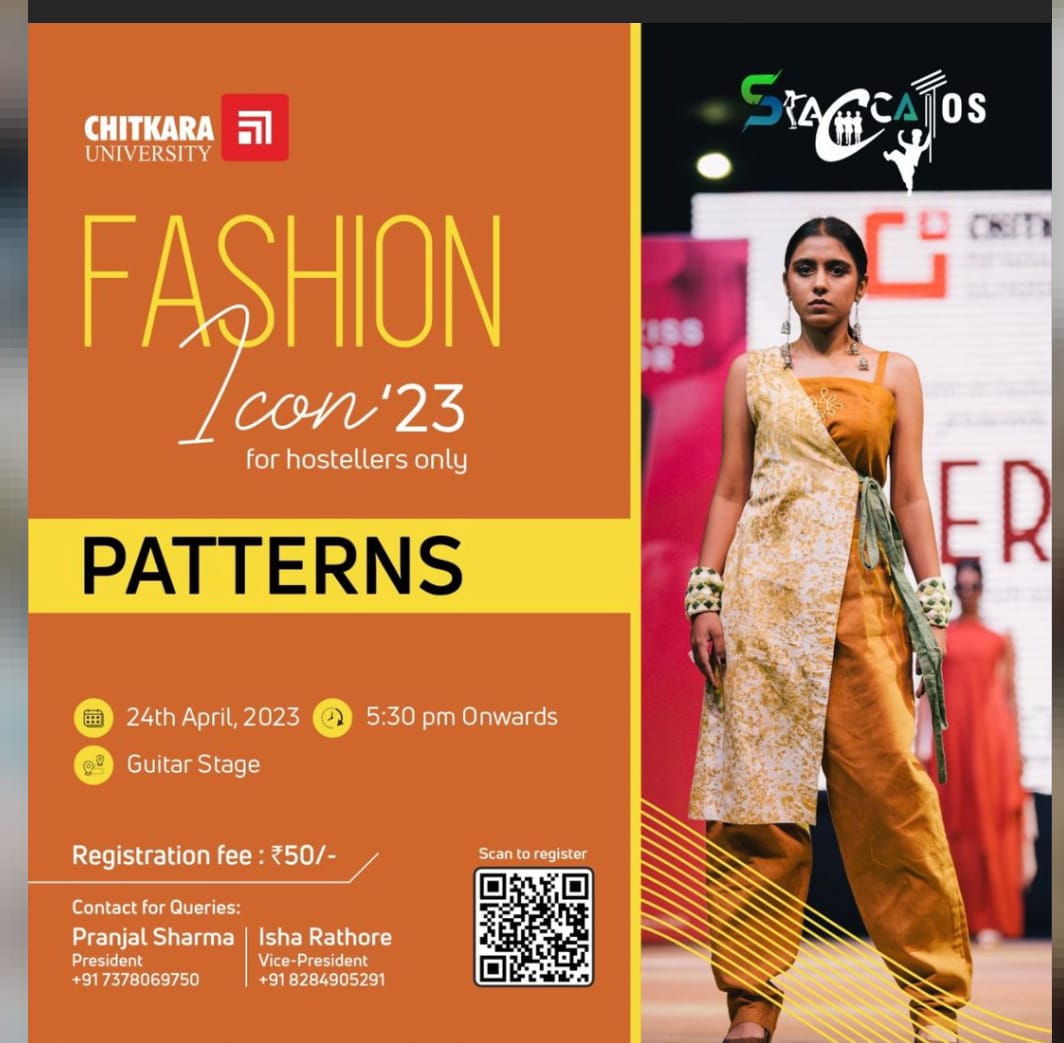 CHITKARA
UNIVERSITY
STACCATOS
FASHION
Icon '23
for hostellers only
PATTERNS
24th April, 2023
5:30 pm Onwards
Guitar Stage
Registration fee : ₹50/-
Contact for Queries:
Pranjal Sharma
President
+91 7378069750
Isha Rathore
Vice-President
+91 8284905291
Scan to register
CHITK
ER